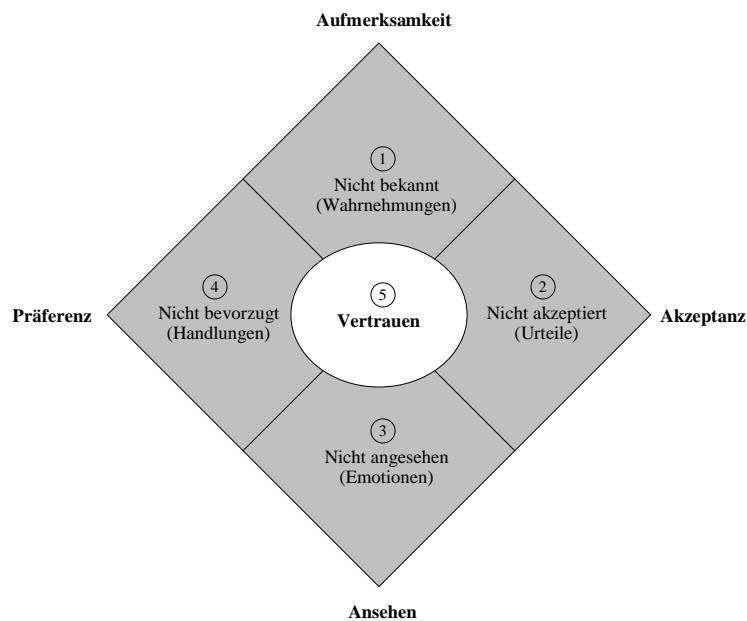 Aufmerksamkeit
1
Nicht bekannt
(Wahrnehmungen)
4
Nicht bevorzugt
(Handlungen)
5
Vertrauen
2
Nicht akzeptiert
(Urteile)
Präferenz
Akzeptanz
3
Nicht angesehen
(Emotionen)
Ansehen